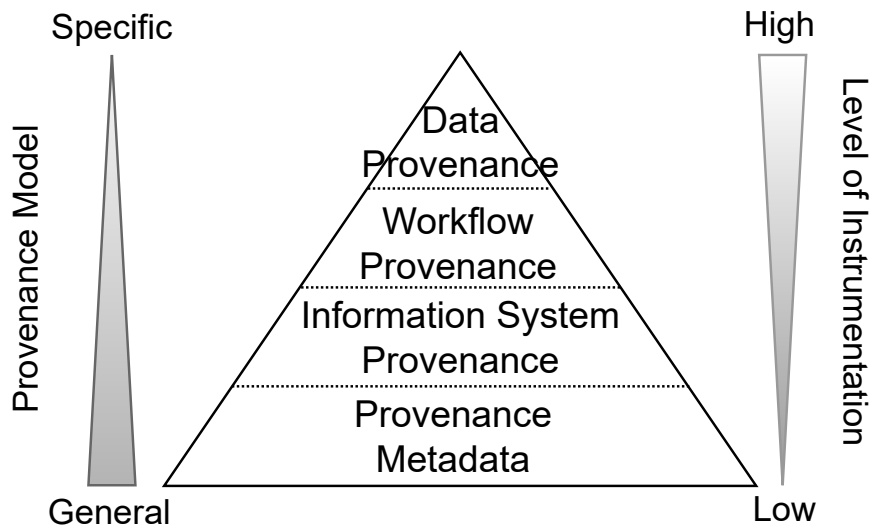 Specific
High
Provenance Model
Data
Provenance
Workflow
Provenance
Information System
Provenance
Provenance
Metadata
Level of Instrumentation
General
Low